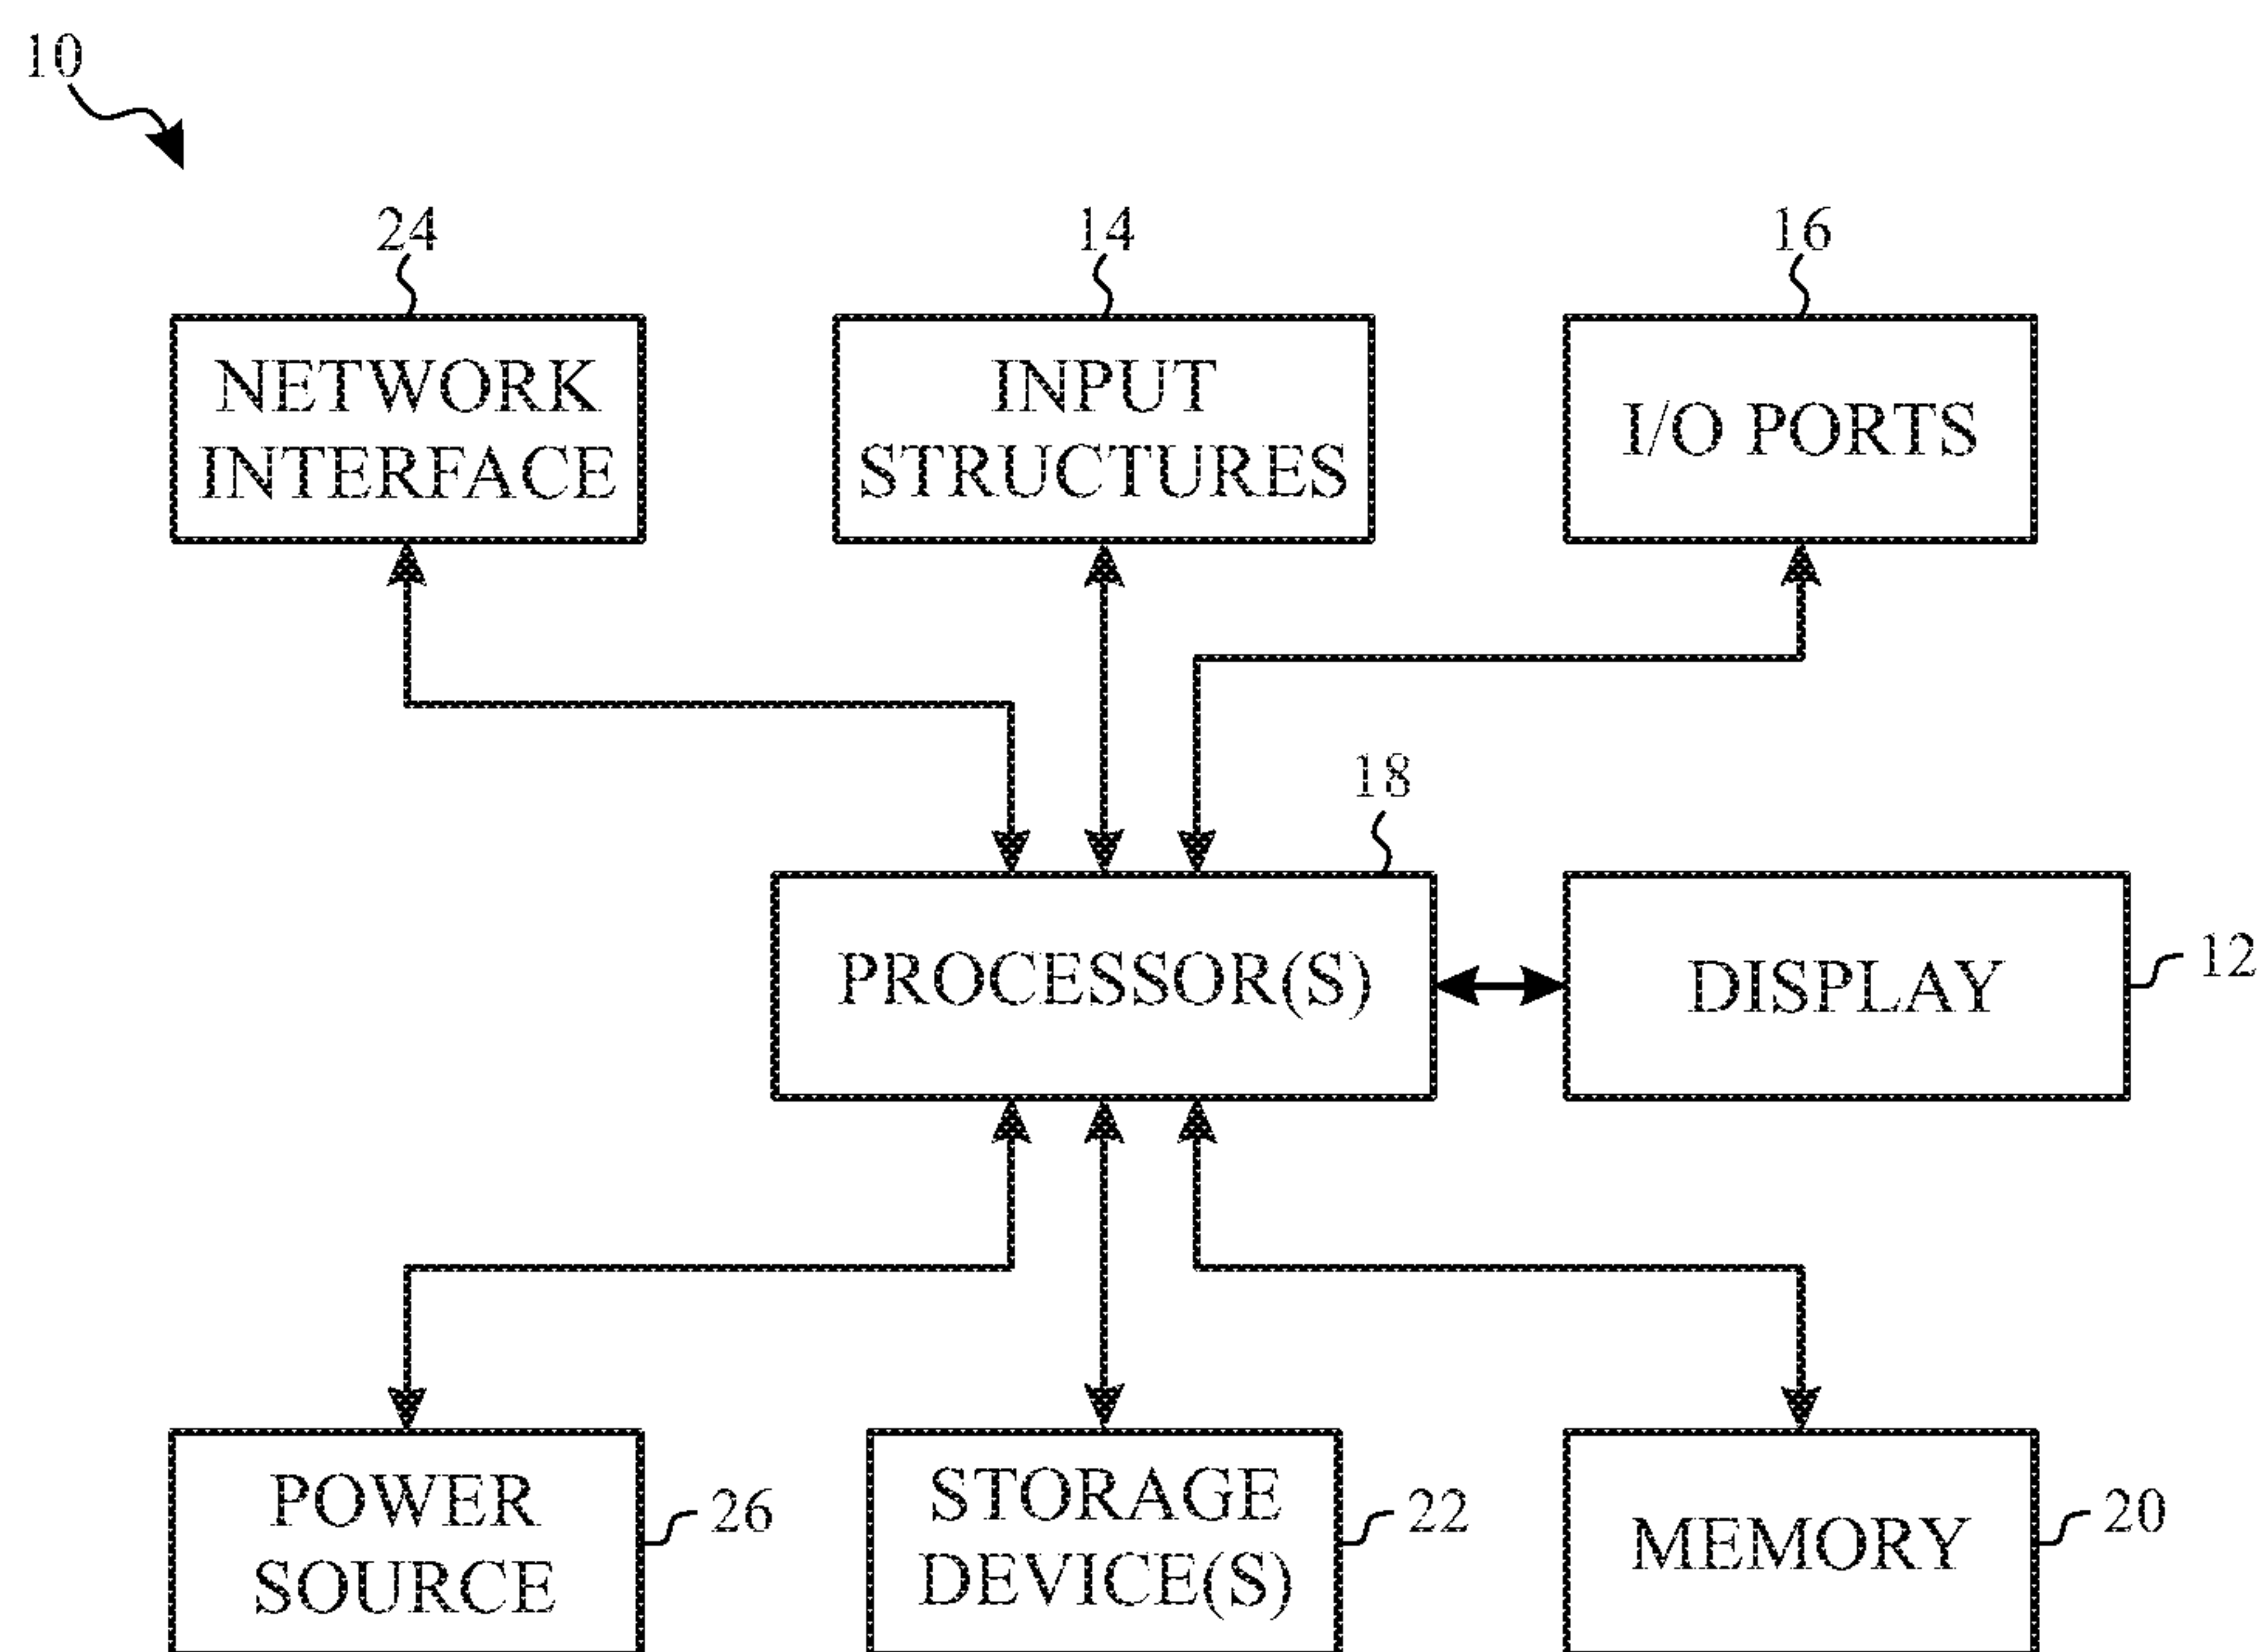 10
24
14
16
NETWORK
INTERFACE
INPUT
STRUCTURES
I/O PORTS
18
PROCESSOR(S)
DISPLAY
12
POWER
SOURCE
26
STORAGE
DEVICE(S)
22
MEMORY
20